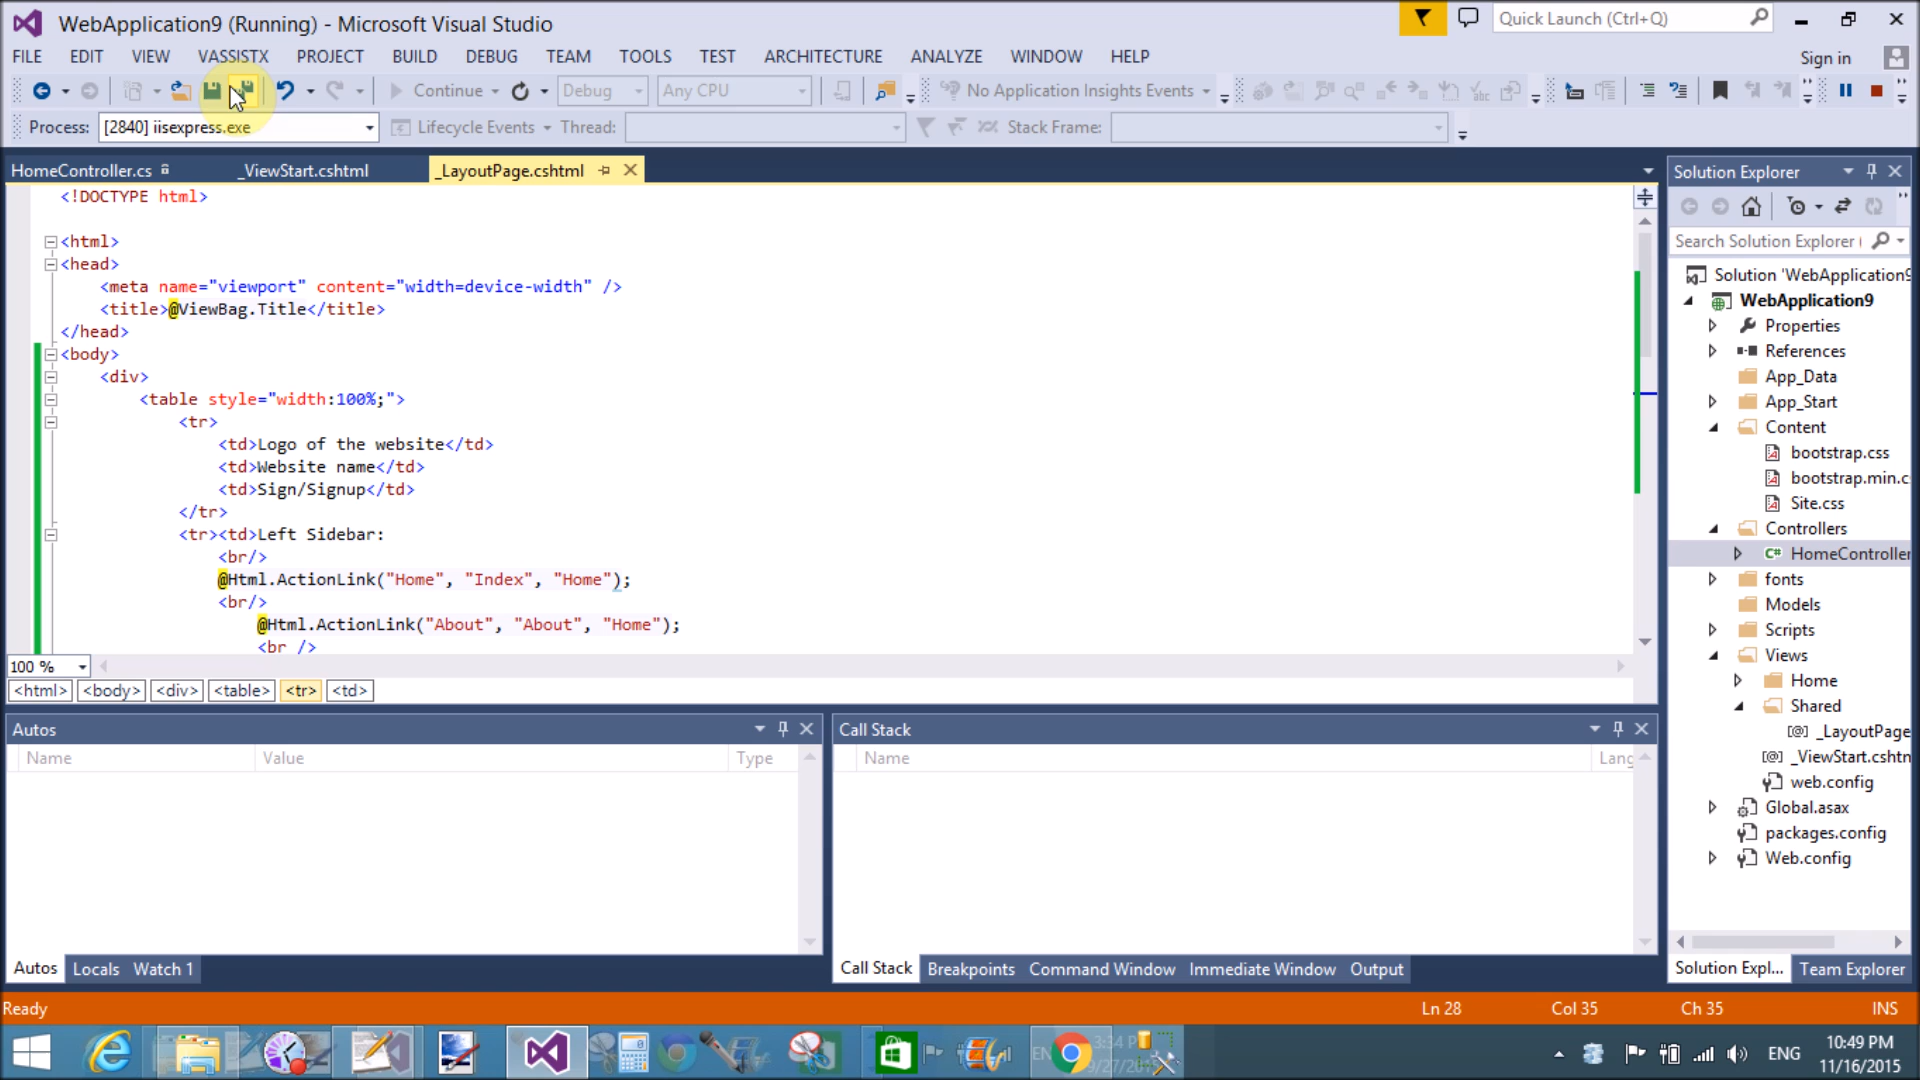 WebApplication9 (Running) - Microsoft Visual Studio
Quick Launch (Ctrl+Q)
FILE EDIT VIEW VASSISTX PROJECT BUILD DEBUG TEAM TOOLS TEST ARCHITECTURE ANALYZE WINDOW HELP
Sign in
Continue Debug Any CPU No Application Insights Events
Process: [2840] iisexpress.exe Lifecycle Events Thread: Stack Frame:
HomeController.cs _ViewStart.cshtml _LayoutPage.cshtml
<!DOCTYPE html>
<html>
<head>
<meta name="viewport" content="width=device-width" />
<title>@ViewBag.Title</title>
</head>
<body>
<div>
<table style="width:100%;">
<tr>
<td>Logo of the website</td>
<td>Website name</td>
<td>Sign/Signup</td>
</tr>
<tr><td>Left Sidebar:
<br/>
@Html.ActionLink("Home", "Index", "Home");
<br/>
@Html.ActionLink("About", "About", "Home");
<br />
100 %
<html> <body> <div> <table> <tr> <td>
Autos
Name Value Type
Autos Locals Watch 1
Call Stack
Name Lang
Call Stack Breakpoints Command Window Immediate Window Output
Solution Explorer
Search Solution Explorer (
Solution 'WebApplication9
WebApplication9
Properties
References
App_Data
App_Start
Content
bootstrap.css
bootstrap.min.c
Site.css
Controllers
HomeController
fonts
Models
Scripts
Views
Home
Shared
_LayoutPage
_ViewStart.cshtn
web.config
Global.asax
packages.config
Web.config
Solution Expl... Team Explorer
Ready Ln 28 Col 35 Ch 35 INS
ENG
10:49 PM
11/16/2015